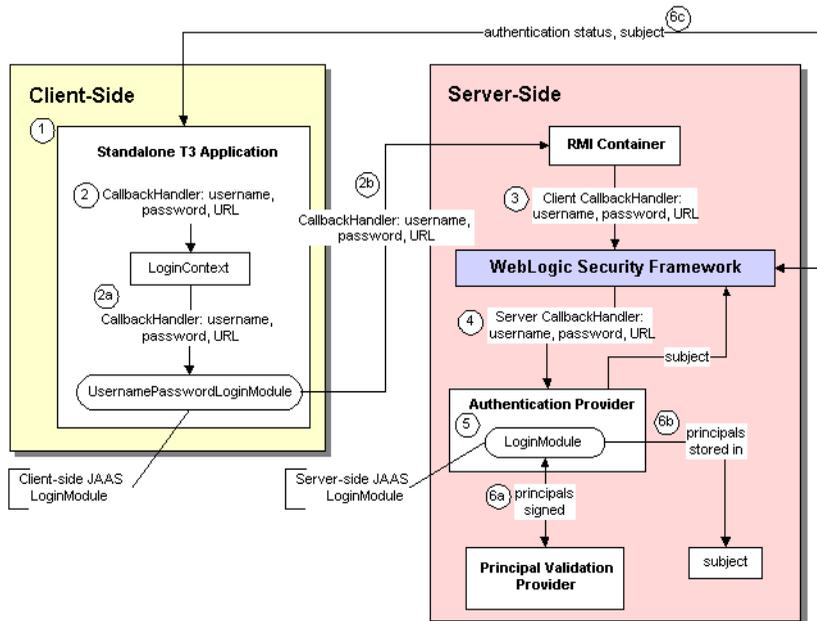 6c
authentication status, subject
Client-Side
1
Standalone T3 Application
2
CallbackHandler: username,
password, URL
LoginContext
2a
CallbackHandler: username,
password, URL
UsernamePasswordLoginModule
Client-side JAAS
LoginModule
2b
CallbackHandler: username,
password, URL
Server-Side
RMI Container
3
Client CallbackHandler:
username, password, URL
WebLogic Security Framework
4
Server CallbackHandler:
username, password, URL
subject
Authentication Provider
5
LoginModule
6b
principals
stored in
Server-side JAAS
LoginModule
6a
principals
signed
Principal Validation
Provider
subject